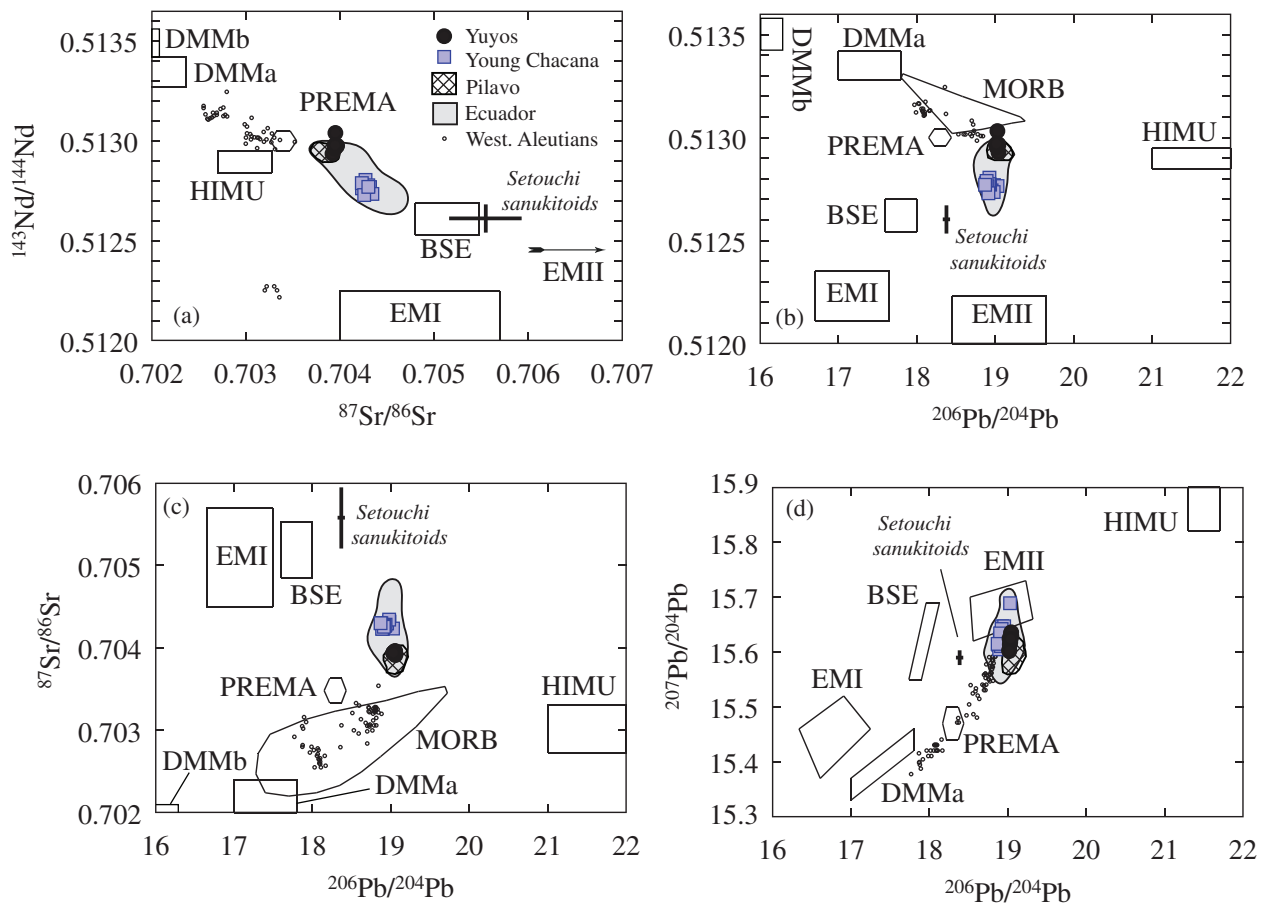 0.5135
0.5130
0.5125
0.5120
¹⁴³Nd/¹⁴⁴Nd
DMMb
DMMa
PREMA
HIMU
Yuyos
Young Chacana
Pilavo
Ecuador
West. Aleutians
Setouchi
sanukitoids
BSE
EMII
EMI
(a)
0.702
0.703
0.704
0.705
0.706
0.707
⁸⁷Sr/⁸⁶Sr
0.5135
0.5130
0.5125
0.5120
DMMb
DMMa
MORB
PREMA
HIMU
BSE
Setouchi
sanukitoids
EMI
EMII
(b)
16
17
18
19
20
21
22
²⁰⁶Pb/²⁰⁴Pb
0.706
0.705
0.704
0.703
0.702
⁸⁷Sr/⁸⁶Sr
(c)
Setouchi
sanukitoids
EMI
BSE
PREMA
HIMU
MORB
DMMb
DMMa
16
17
18
19
20
21
22
²⁰⁶Pb/²⁰⁴Pb
15.9
15.8
15.7
15.6
15.5
15.4
15.3
²⁰⁷Pb/²⁰⁴Pb
(d)
Setouchi
sanukitoids
HIMU
EMII
BSE
EMI
PREMA
DMMa
16
17
18
19
20
21
22
²⁰⁶Pb/²⁰⁴Pb